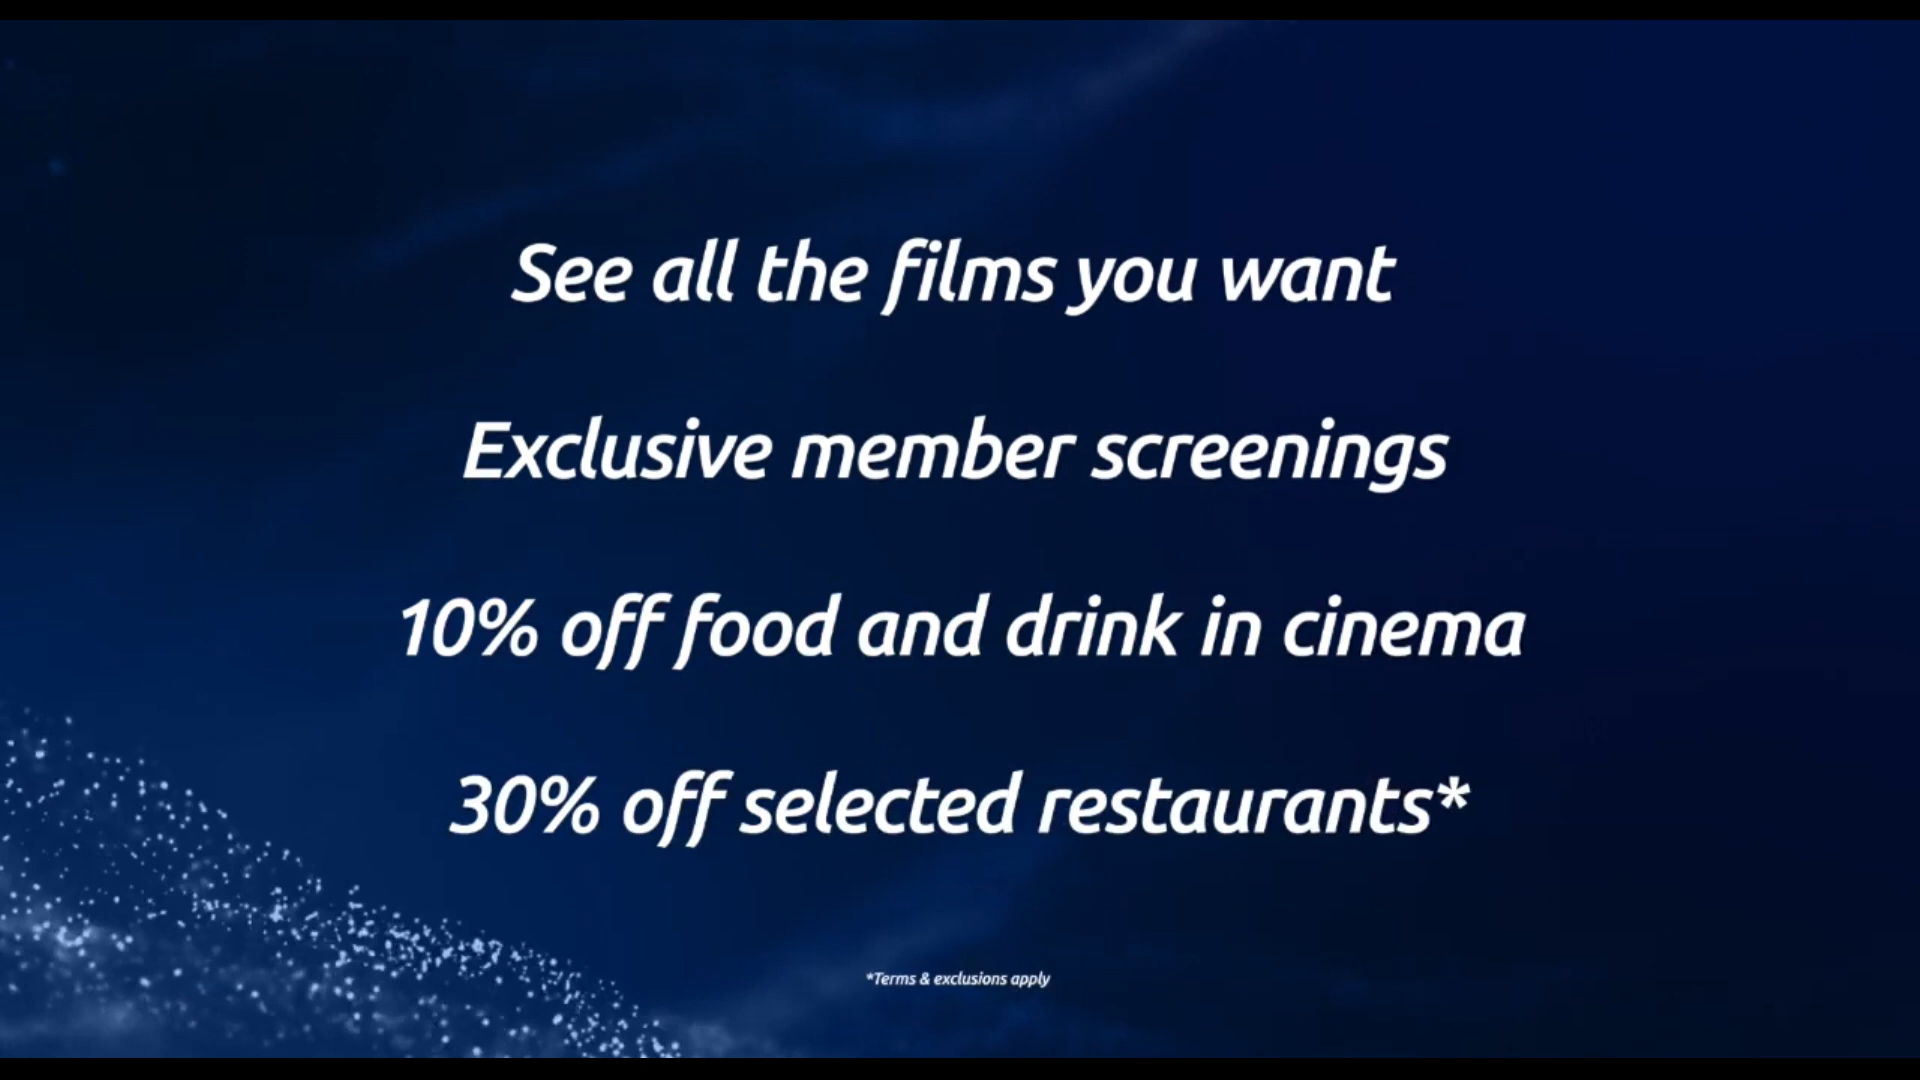 See all the films you want
Exclusive member screenings
10% off food and drink in cinema
30% off selected restaurants*
*Terms & exclusions apply